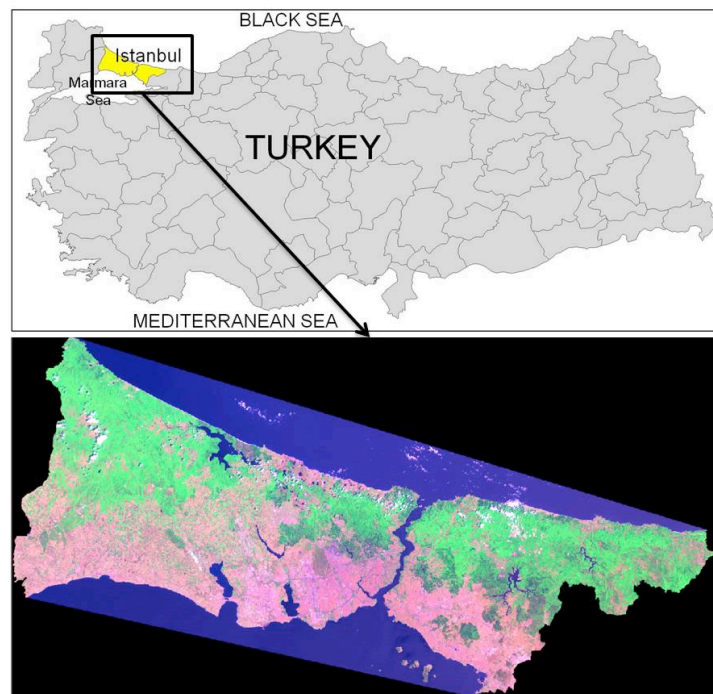 BLACK SEA
Istanbul
Marmara
Sea
TURKEY
MEDITERRANEAN SEA